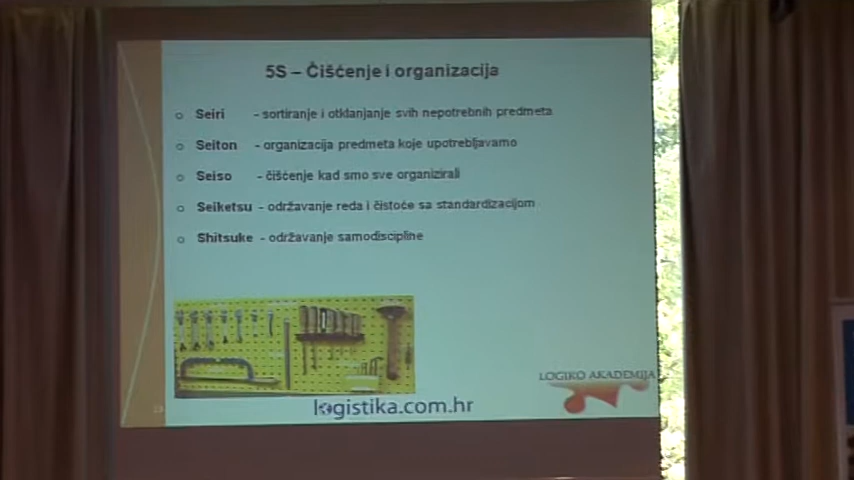 5S – Čišćenje i organizacija
Seiri - sortiranje i otklanjanje svih nepotrebnih predmeta
Seiton - organizacija predmeta koje upotrebljavamo
Seiso - čišćenje kad smo sve organizirali
Seiketsu - održavanje reda i čistoće sa standardizacijom
Shitsuke - održavanje samodiscipline
LOGIKO AKADEMIJA
logistika.com.hr